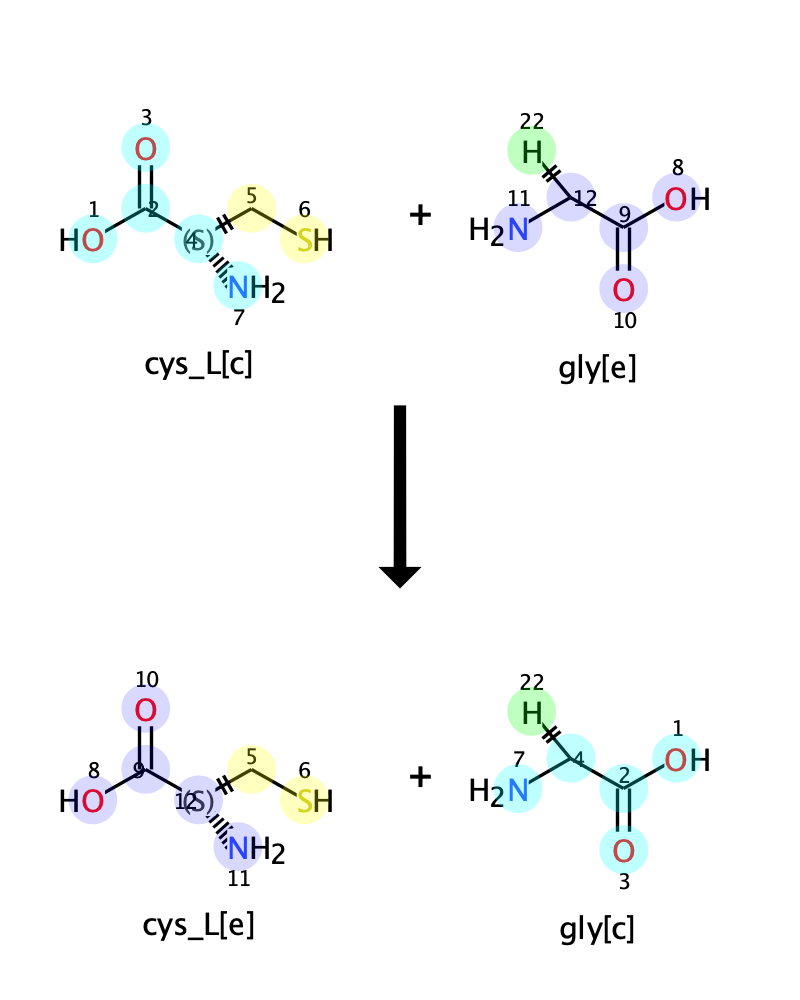 3 22
O H 8
1 2 5 6 11 12 9 OH
HO 4 (S) SH + H2N
NH2 O
7 10
cys_L[c] gly[e]
10 22
O H 1
8 9 5 6 7 4 2 OH
HO 12 (S) SH + H2N
NH2 O
11 3
cys_L[e] gly[c]